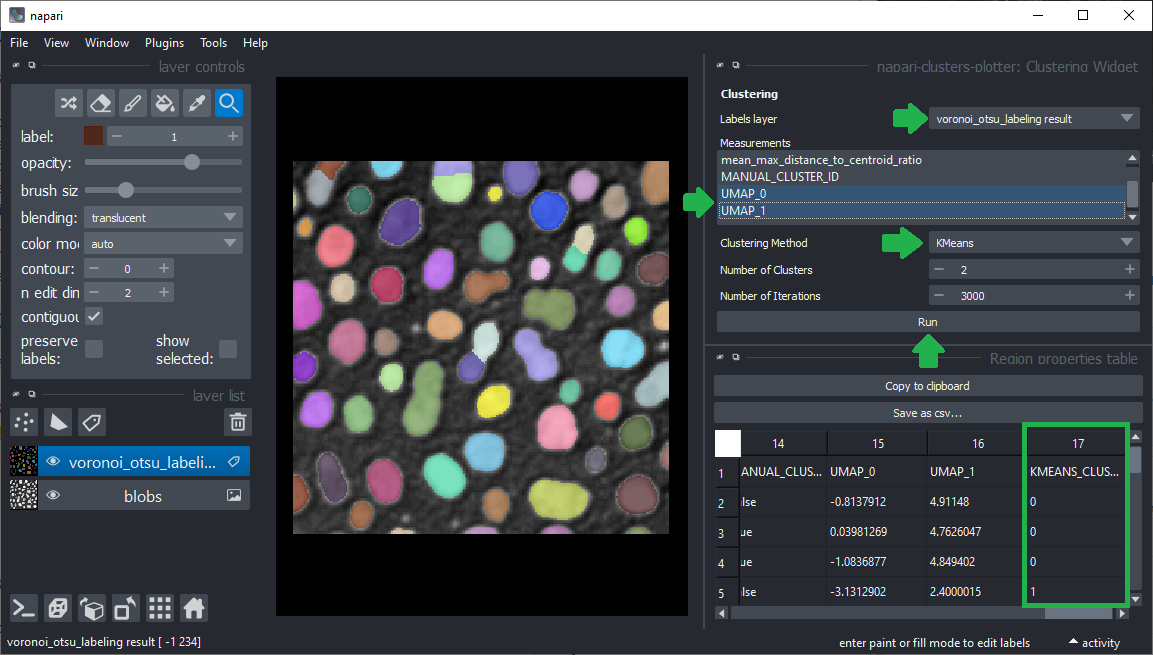 napari
File View Window Plugins Tools Help
layer controls
label: 1
opacity:
brush siz
blending: translucent
color mo auto
contour: 0
n edit din 2
contiguou
preserve labels:
show selected:
layer list
voronoi_otsu_labeli...
blobs
voronoi_otsu_labeling result [ -1 234]
napari-clusters-plotter: Clustering Widget
Clustering
Labels layer voronoi_otsu_labeling result
Measurements
mean_max_distance_to_centroid_ratio
MANUAL_CLUSTER_ID
UMAP_0
UMAP_1
Clustering Method KMeans
Number of Clusters 2
Number of Iterations 3000
Run
Region properties table
Copy to clipboard
Save as csv...
14 15 16 17
1 ANUAL_CLUS... UMAP_0 UMAP_1 KMEANS_CLUS...
2 lse -0.8137912 4.91148 0
3 ue 0.03981269 4.7626047 0
4 ue -1.0836877 4.849402 0
5 lse -3.1312902 2.4000015 1
enter paint or fill mode to edit labels
activity